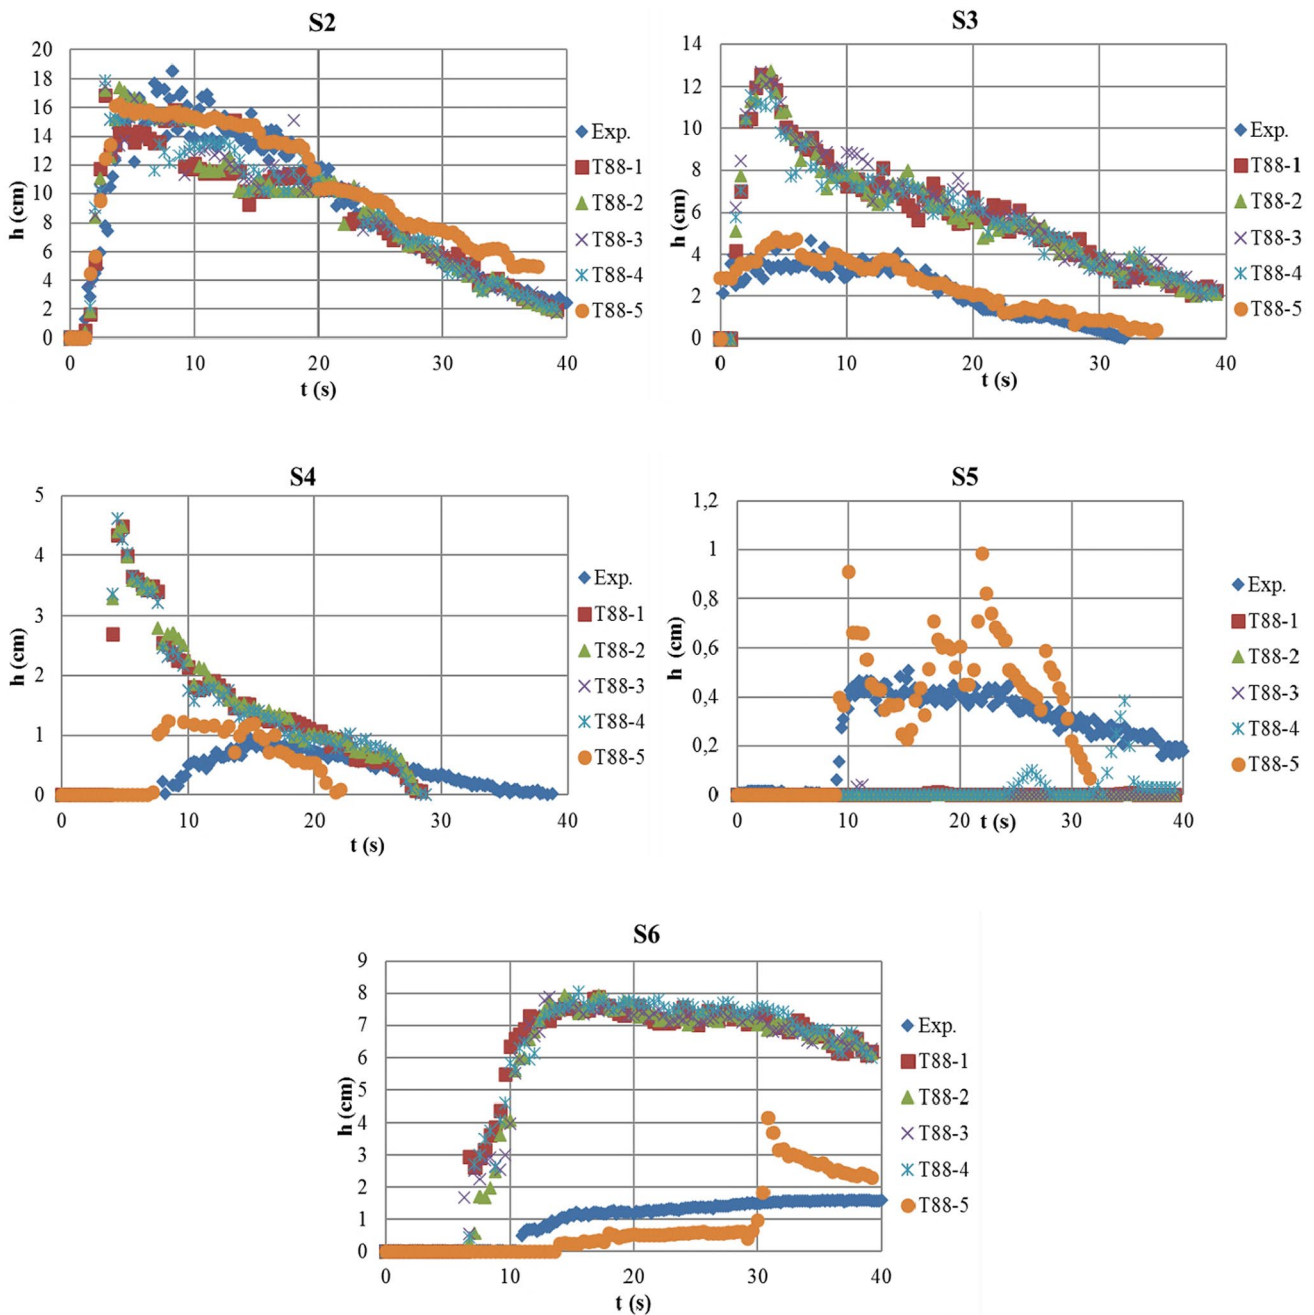 S2
20
18
16
14
12
10
8
6
4
2
0
h (cm)
0 10 20 30 40
t (s)
Exp.
T88-1
T88-2
T88-3
T88-4
T88-5
S3
14
12
10
8
6
4
2
0
h (cm)
0 10 20 30 40
t (s)
Exp.
T88-1
T88-2
T88-3
T88-4
T88-5
S4
5
4
3
2
1
0
h (cm)
0 10 20 30 40
t (s)
Exp.
T88-1
T88-2
T88-3
T88-4
T88-5
S5
1,2
1
0,8
0,6
0,4
0,2
0
h (cm)
0 10 20 t (s) 30 40
Exp.
T88-1
T88-2
T88-3
T88-4
T88-5
S6
9
8
7
6
5
4
3
2
1
0
h (cm)
0 10 20 30 40
t (s)
Exp.
T88-1
T88-2
T88-3
T88-4
T88-5